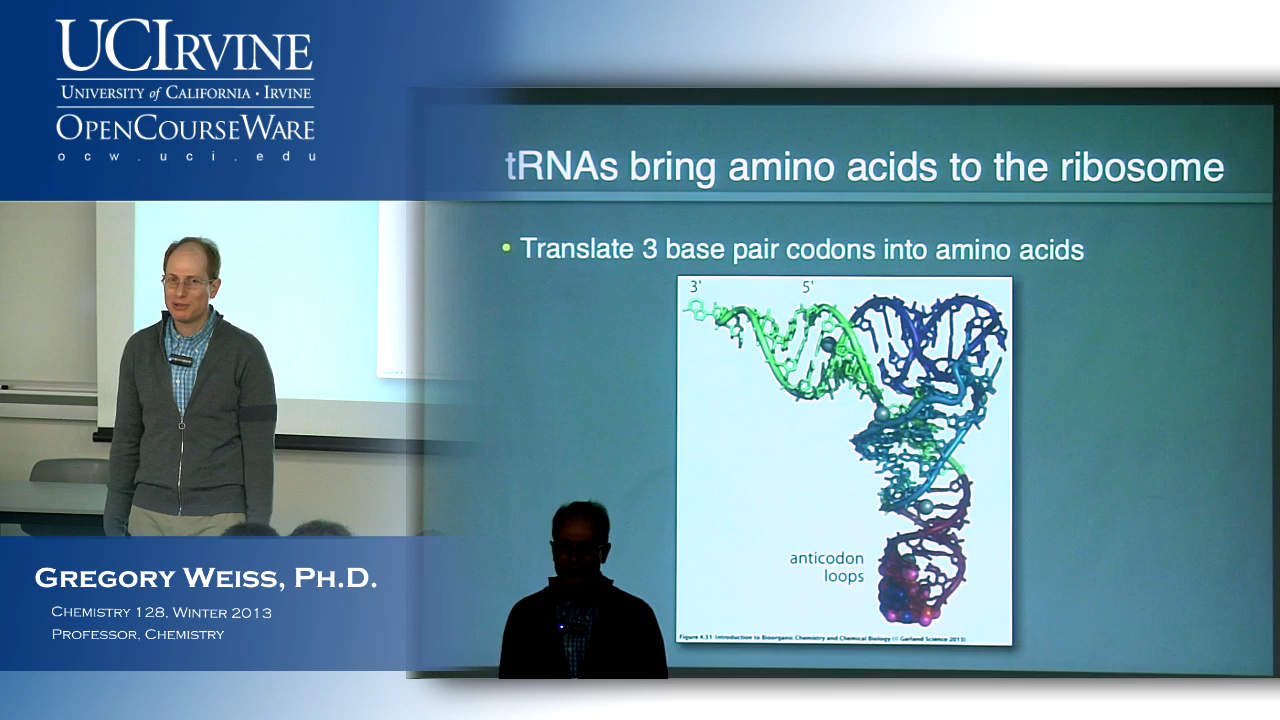 UCIRVINE
UNIVERSITY of CALIFORNIA · IRVINE
OPENCOURSEWARE
ocw.uci.edu
tRNAs bring amino acids to the ribosome
• Translate 3 base pair codons into amino acids
3' 5'
anticodon
loops
Figure 4.51 Introduction to Bioorganic Chemistry and Chemical Biology (© Garland Science 2013)
GREGORY WEISS, PH.D.
CHEMISTRY 128, WINTER 2013
PROFESSOR, CHEMISTRY